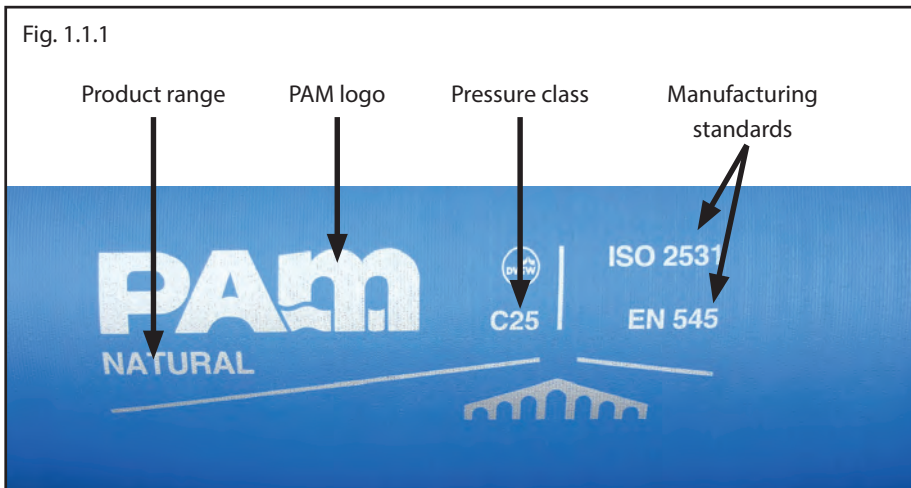 Fig. 1.1.1
Product range
PAM logo
Pressure class
Manufacturing
standards
PAM
DVGW
ISO 2531
C25
EN 545
NATURAL